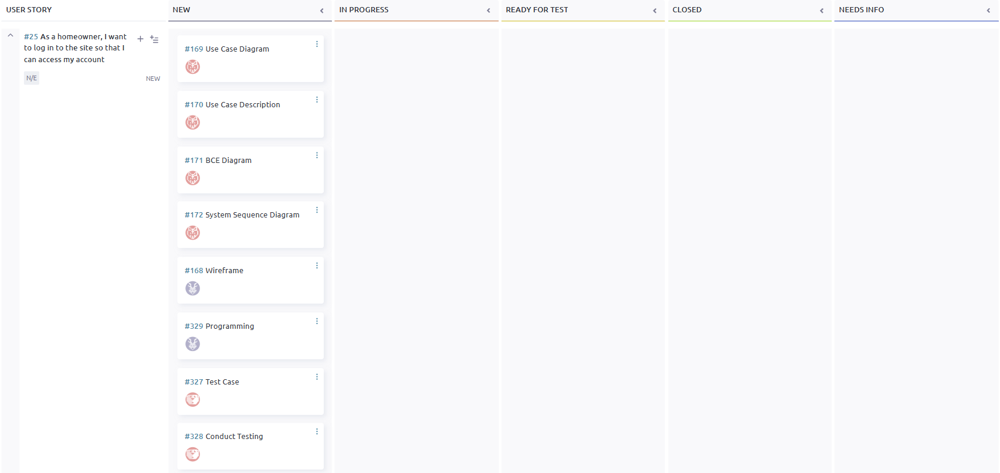 USER STORY
NEW
IN PROGRESS
READY FOR TEST
CLOSED
NEEDS INFO
#25 As a homeowner, I want
to log in to the site so that I
can access my account
N/E
NEW
#169 Use Case Diagram
#170 Use Case Description
#171 BCE Diagram
#172 System Sequence Diagram
#168 Wireframe
#329 Programming
#327 Test Case
#328 Conduct Testing